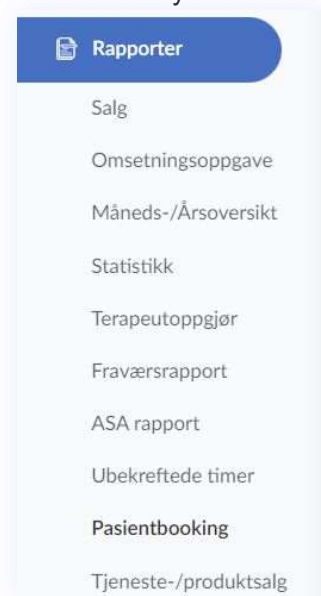 Rapporter
Salg
Omsetningsoppgave
Måneds-/Årsoversikt
Statistikk
Terapeutoppgjør
Fraværsrapport
ASA rapport
Ubekreftede timer
Pasientbooking
Tjeneste-/produktsalg